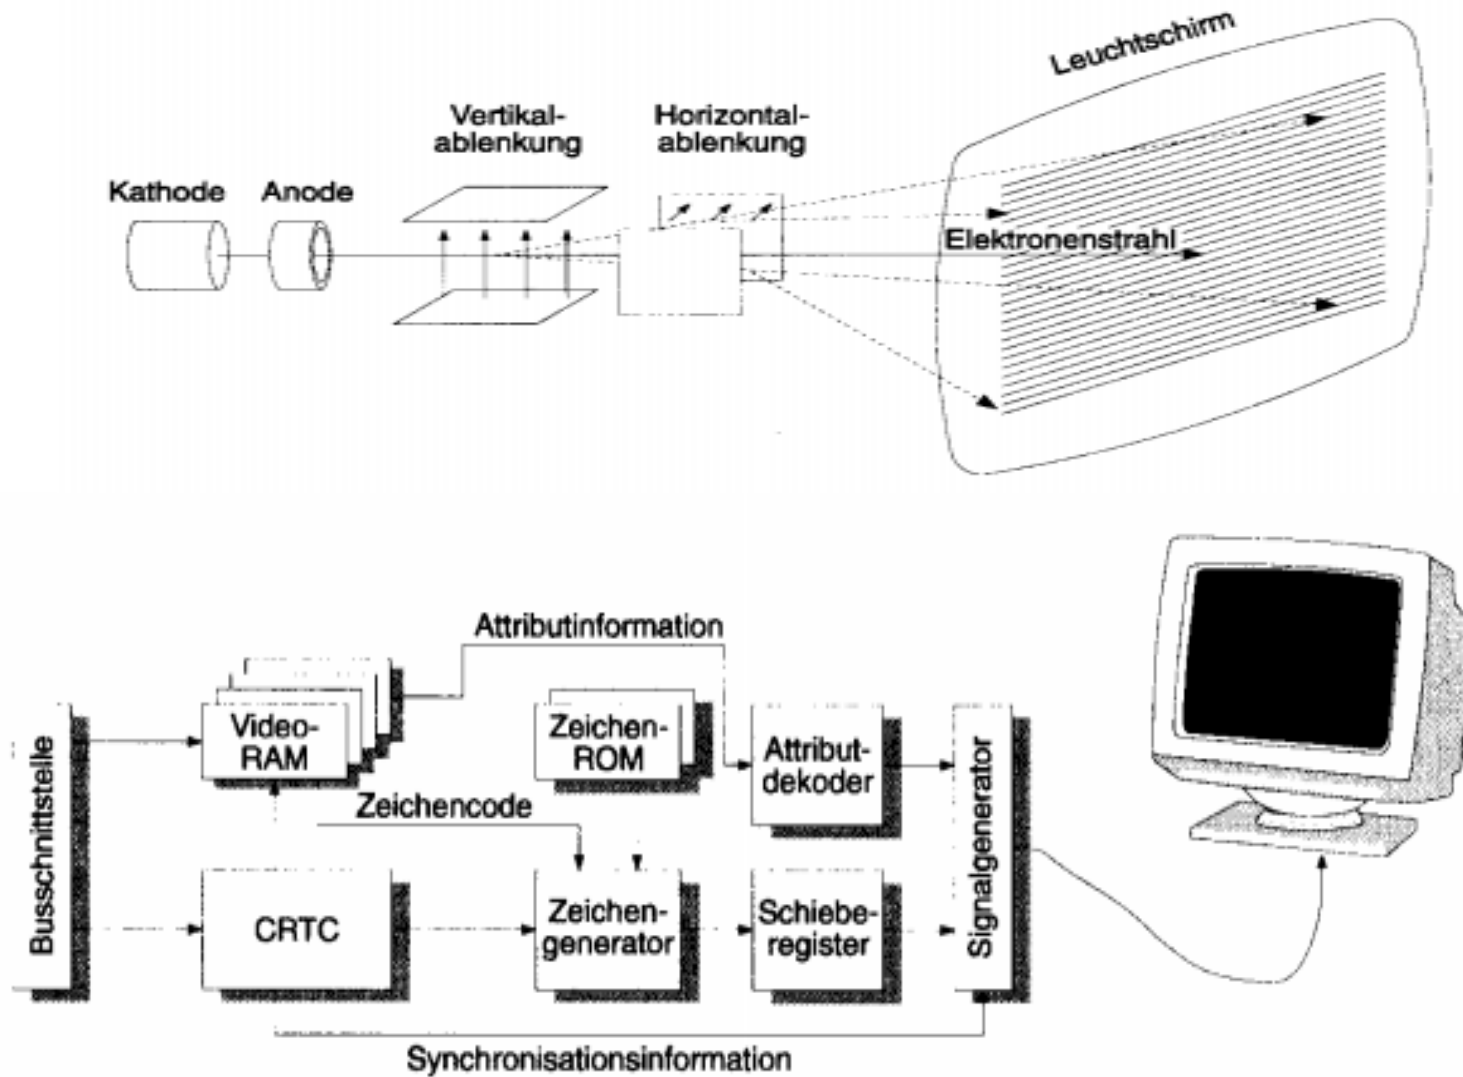 Leuchtschirm
Vertikal-
ablenkung
Horizontal-
ablenkung
Kathode
Anode
Elektronenstrahl
Attributinformation
Busschnittstelle
Video-
RAM
Zeichen-
ROM
Attribut-
dekoder
Signalgenerator
Zeichencode
CRTC
Zeichen-
generator
Schiebe-
register
Synchronisationsinformation